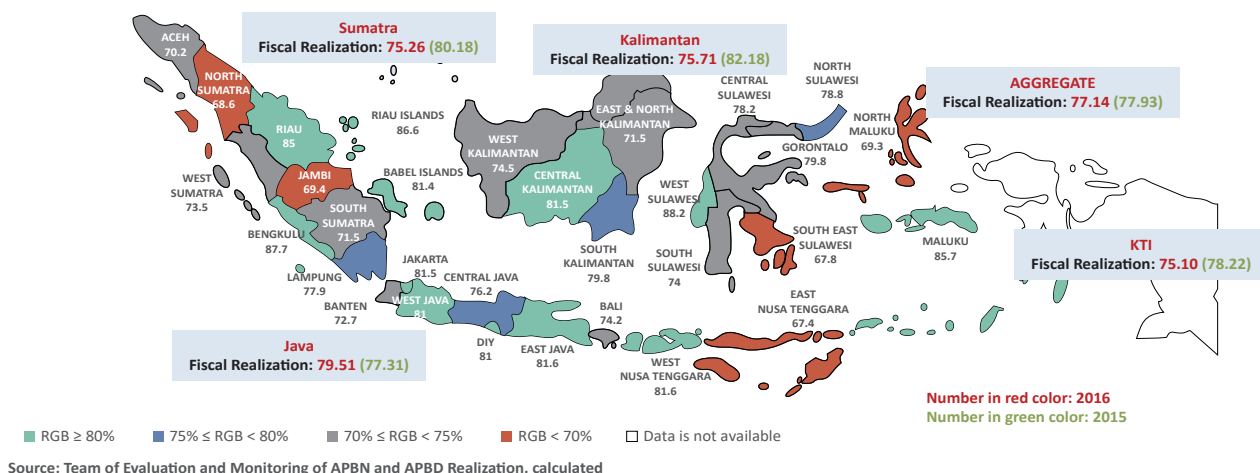 Sumatra
Fiscal Realization: 75.26 (80.18)
Kalimantan
Fiscal Realization: 75.71 (82.18)
AGGREGATE
Fiscal Realization: 77.14 (77.93)
KTI
Fiscal Realization: 75.10 (78.22)
Java
Fiscal Realization: 79.51 (77.31)
ACEH
70.2
NORTH
SUMATRA
68.6
RIAU
85
RIAU ISLANDS
86.6
WEST
SUMATRA
73.5
JAMBI
69.4
BABEL ISLANDS
81.4
SOUTH
SUMATRA
71.5
BENGKULU
87.7
LAMPUNG
77.9
BANTEN
72.7
JAKARTA
81.5
WEST JAVA
81
CENTRAL JAVA
76.2
DIY
81
EAST JAVA
81.6
BALI
74.2
WEST
NUSA TENGGARA
81.6
EAST
NUSA TENGGARA
67.4
WEST
KALIMANTAN
74.5
CENTRAL
KALIMANTAN
81.5
EAST & NORTH
KALIMANTAN
71.5
SOUTH
KALIMANTAN
79.8
CENTRAL
SULAWESI
78.2
NORTH
SULAWESI
78.8
GORONTALO
79.8
WEST
SULAWESI
88.2
SOUTH
SULAWESI
74
SOUTH EAST
SULAWESI
67.8
NORTH
MALUKU
69.3
MALUKU
85.7
Number in red color: 2016
Number in green color: 2015
RGB ≥ 80%
75% ≤ RGB < 80%
70% ≤ RGB < 75%
RGB < 70%
Data is not available
Source: Team of Evaluation and Monitoring of APBN and APBD Realization, calculated